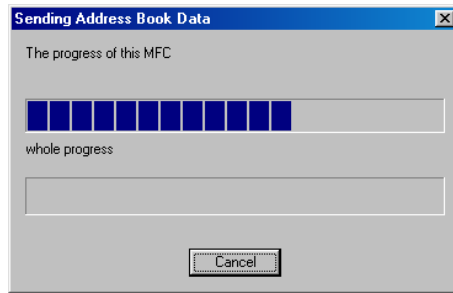 Sending Address Book Data
The progress of this MFC
whole progress
Cancel